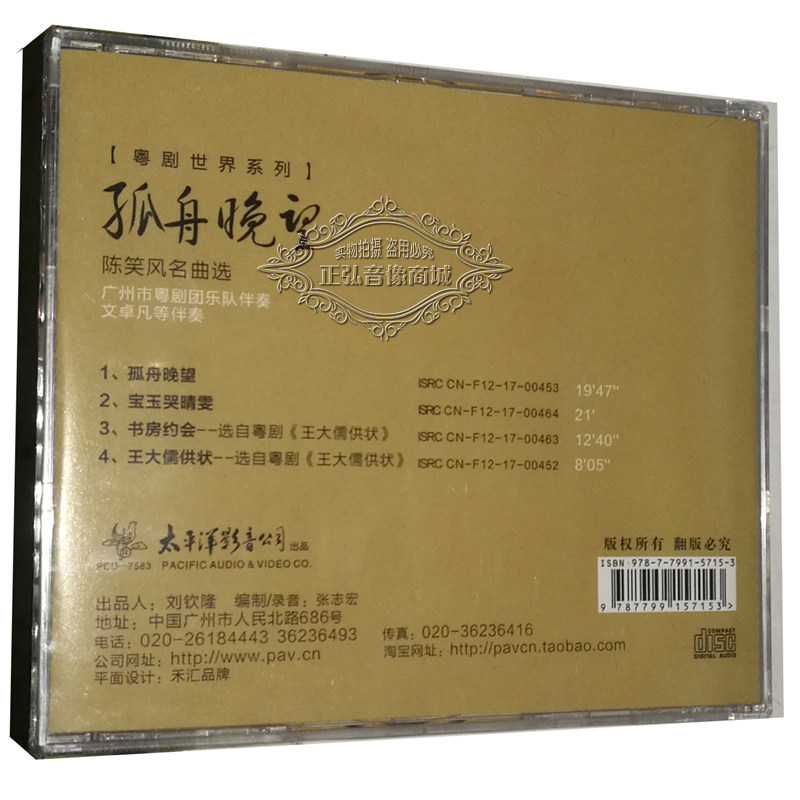 【粤剧世界系列】
孤舟晚望
实物拍摄 盗用必究
正弘音像商城
陈笑风名曲选
广州市粤剧团乐队伴奏
文卓凡等伴奏
1、孤舟晚望 ISRC CN-F12-17-00453 19'47"
2、宝玉哭晴雯 ISRC CN-F12-17-00464 21'
3、书房约会--选自粤剧《王大儒供状》 ISRC CN-F12-17-00463 12'40"
4、王大儒供状--选自粤剧《王大儒供状》 ISRC CN-F12-17-00452 8'05"
太平洋影音公司 出品
PCD-7583 PACIFIC AUDIO & VIDEO CO.
版权所有 翻版必究
ISBN 978-7-7991-5715-3
9 787799 157153 >
出品人：刘钦隆 编制/录音：张志宏
地址：中国广州市人民北路686号
电话：020-26184443 36236493 传真：020-36236416
公司网址：http://www.pav.cn 淘宝网址：http://pavcn.taobao.com
平面设计：禾汇品牌
COMPACT
disc
DIGITAL AUDIO